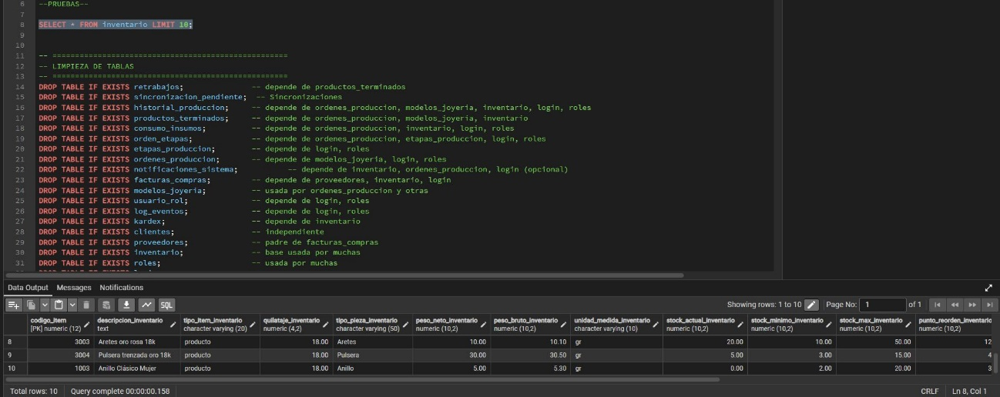 6 --PRUEBAS--
7
8 SELECT * FROM inventario LIMIT 10;
9
10
11 -- ====================================================
12 -- LIMPIEZA DE TABLAS
13 -- ====================================================
14 DROP TABLE IF EXISTS retrabajos; -- depende de productos_terminados
15 DROP TABLE IF EXISTS sincronizacion_pendiente; -- Sincronizaciones
16 DROP TABLE IF EXISTS historial_produccion; -- depende de ordenes_produccion, modelos_joyeria, inventario, login, roles
17 DROP TABLE IF EXISTS productos_terminados; -- depende de ordenes_produccion, modelos_joyeria, inventario
18 DROP TABLE IF EXISTS consumo_insumos; -- depende de ordenes_produccion, inventario, login, roles
19 DROP TABLE IF EXISTS orden_etapas; -- depende de ordenes_produccion, etapas_produccion, login, roles
20 DROP TABLE IF EXISTS etapas_produccion; -- depende de login, roles
21 DROP TABLE IF EXISTS ordenes_produccion; -- depende de modelos_joyeria, login, roles
22 DROP TABLE IF EXISTS notificaciones_sistema; -- depende de inventario, ordenes_produccion, login (opcional)
23 DROP TABLE IF EXISTS facturas_compras; -- depende de proveedores, inventario, login
24 DROP TABLE IF EXISTS modelos_joyeria; -- usada por ordenes_produccion y otras
25 DROP TABLE IF EXISTS usuario_rol; -- depende de login, roles
26 DROP TABLE IF EXISTS log_eventos; -- depende de login, roles
27 DROP TABLE IF EXISTS kardex; -- depende de inventario
28 DROP TABLE IF EXISTS clientes; -- independiente
29 DROP TABLE IF EXISTS proveedores; -- padre de facturas_compras
30 DROP TABLE IF EXISTS inventario; -- base usada por muchas
31 DROP TABLE IF EXISTS roles; -- usada por muchas
Data Output Messages Notifications
SQL Showing rows: 1 to 10 Page No: 1 of 1
codigo_item descripcion_inventario tipo_item_inventario quilataje_inventario tipo_pieza_inventario peso_neto_inventario peso_bruto_inventario unidad_medida_inventario stock_actual_inventario stock_minimo_inventario stock_max_inventario punto_reorden_inventario
[PK] numeric (12) text character varying (20) numeric (4,2) character varying (50) numeric (10,2) numeric (10,2) character varying (10) numeric (10,2) numeric (10,2) numeric (10,2) numeric (10,2)
8 3003 Aretes oro rosa 18k producto 18.00 Aretes 10.00 10.10 gr 20.00 10.00 50.00 12
9 3004 Pulsera trenzada oro 18k producto 18.00 Pulsera 30.00 30.50 gr 5.00 3.00 15.00 4
10 1003 Anillo Clásico Mujer producto 18.00 Anillo 5.00 5.30 gr 0.00 2.00 20.00 3
Total rows: 10 Query complete 00:00:00.158 CRLF Ln 8, Col 1